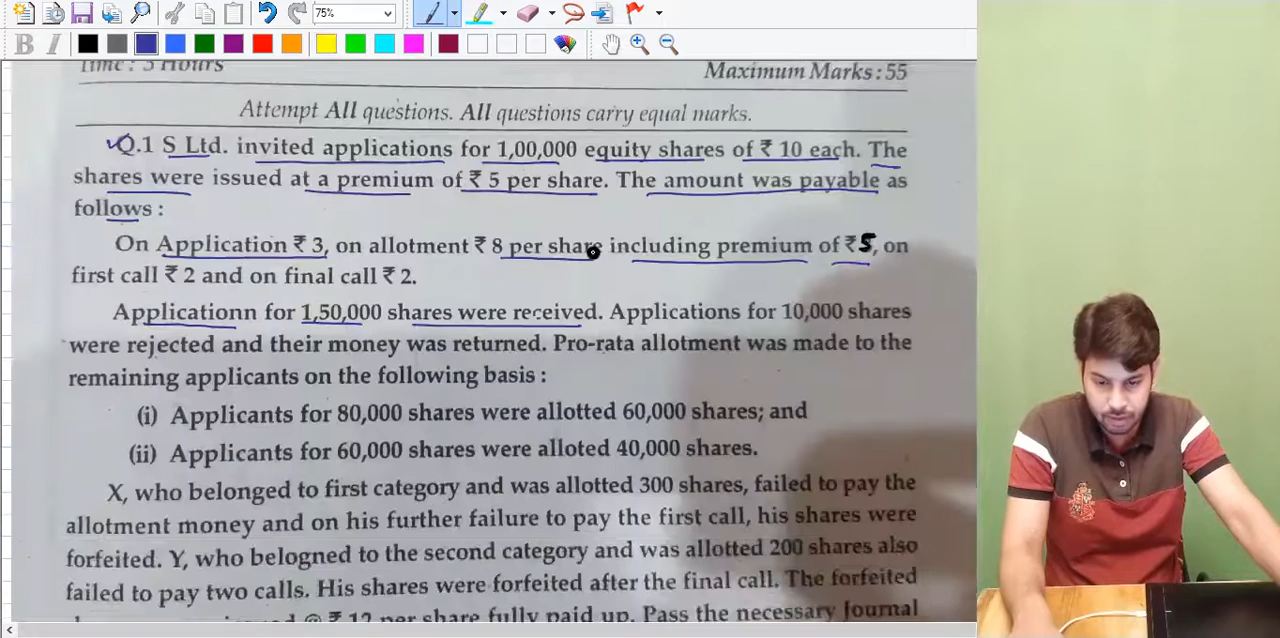 75%
B I
Time : 3 Hours
Maximum Marks : 55
Attempt All questions. All questions carry equal marks.
Q.1 S Ltd. invited applications for 1,00,000 equity shares of ₹ 10 each. The
shares were issued at a premium of ₹ 5 per share. The amount was payable as
follows :
On Application ₹ 3, on allotment ₹ 8 per share including premium of ₹ 5, on
first call ₹ 2 and on final call ₹ 2.
Applicationn for 1,50,000 shares were received. Applications for 10,000 shares
were rejected and their money was returned. Pro-rata allotment was made to the
remaining applicants on the following basis :
(i) Applicants for 80,000 shares were allotted 60,000 shares; and
(ii) Applicants for 60,000 shares were alloted 40,000 shares.
X, who belonged to first category and was allotted 300 shares, failed to pay the
allotment money and on his further failure to pay the first call, his shares were
forfeited. Y, who belogned to the second category and was allotted 200 shares also
failed to pay two calls. His shares were forfeited after the final call. The forfeited
@ ₹ 12 per share fully paid up. Pass the necessary Journal